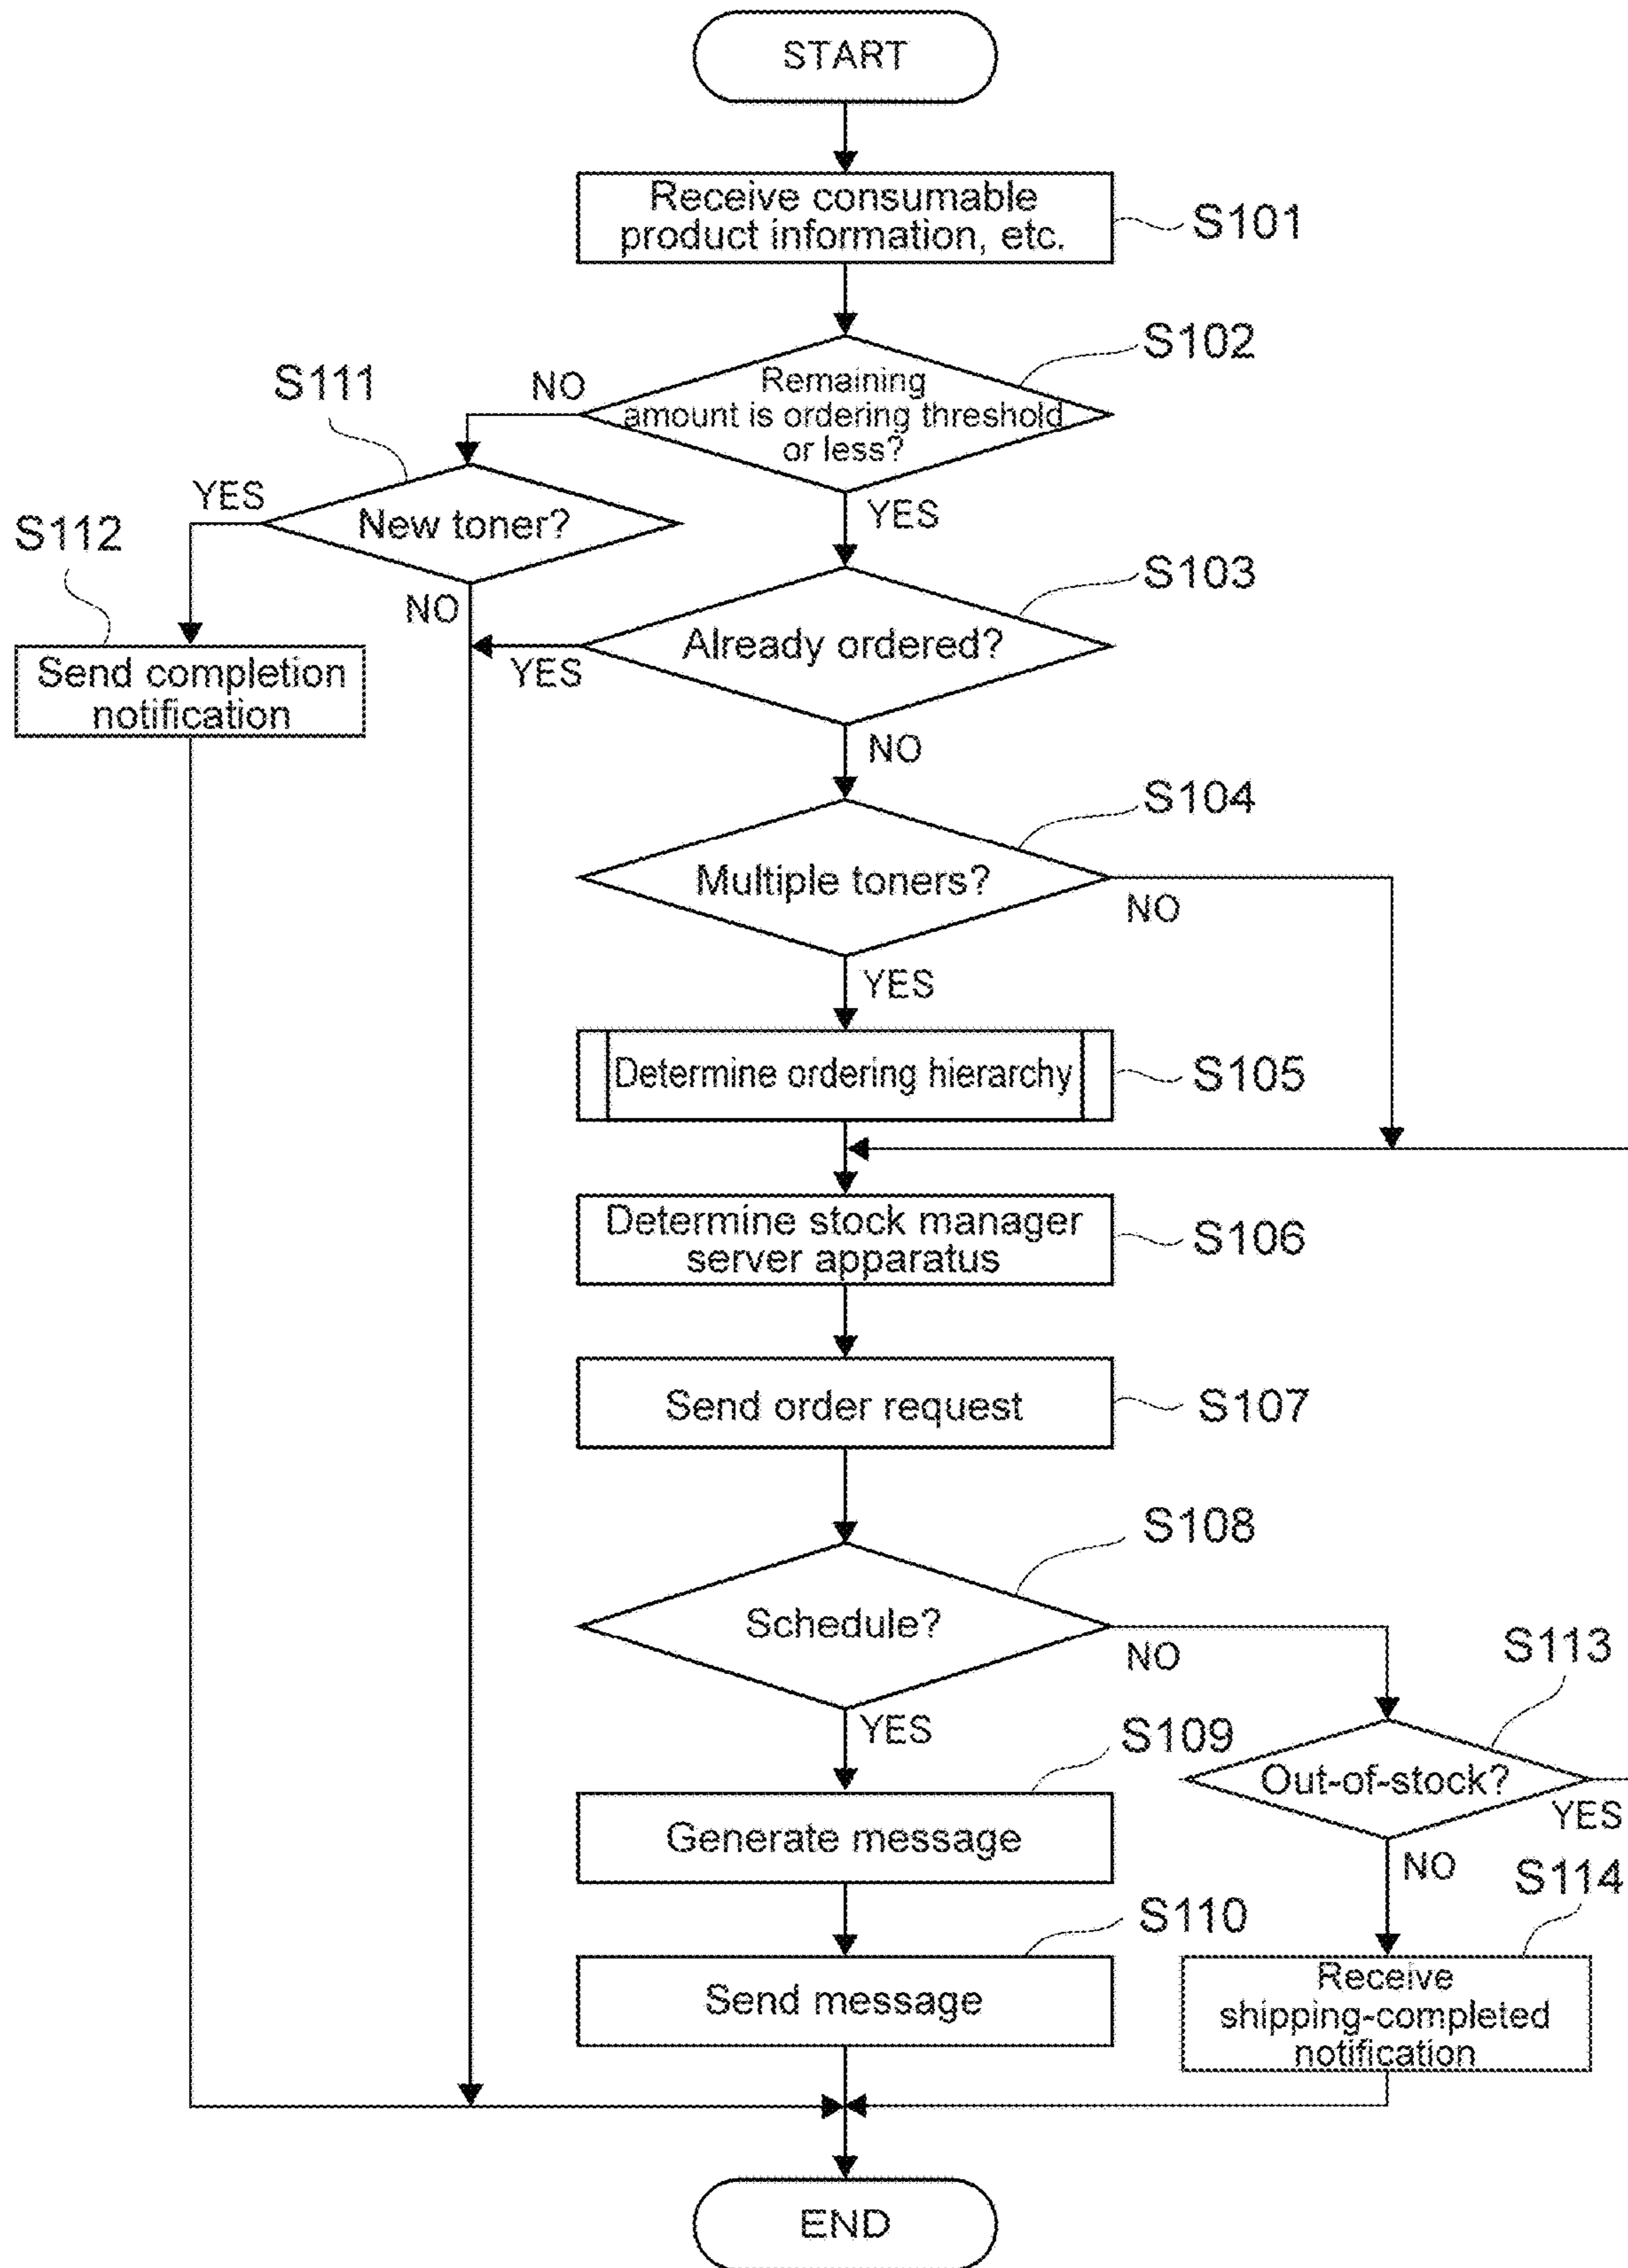 START
Receive consumable
product information, etc.
S101
S102
Remaining
amount is ordering threshold
or less?
NO
YES
S111
New toner?
YES
NO
S112
Send completion
notification
S103
Already ordered?
YES
NO
S104
Multiple toners?
NO
YES
Determine ordering hierarchy
S105
Determine stock manager
server apparatus
S106
Send order request
S107
S108
Schedule?
NO
YES
S113
Out-of-stock?
YES
NO
S109
Generate message
S110
Send message
S114
Receive
shipping-completed
notification
END